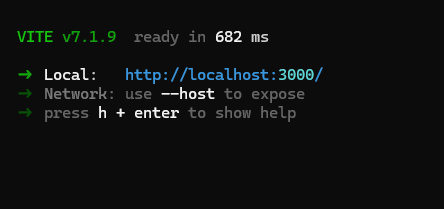 VITE v7.1.9 ready in 682 ms
➜ Local: http://localhost:3000/
➜ Network: use --host to expose
➜ press h + enter to show help